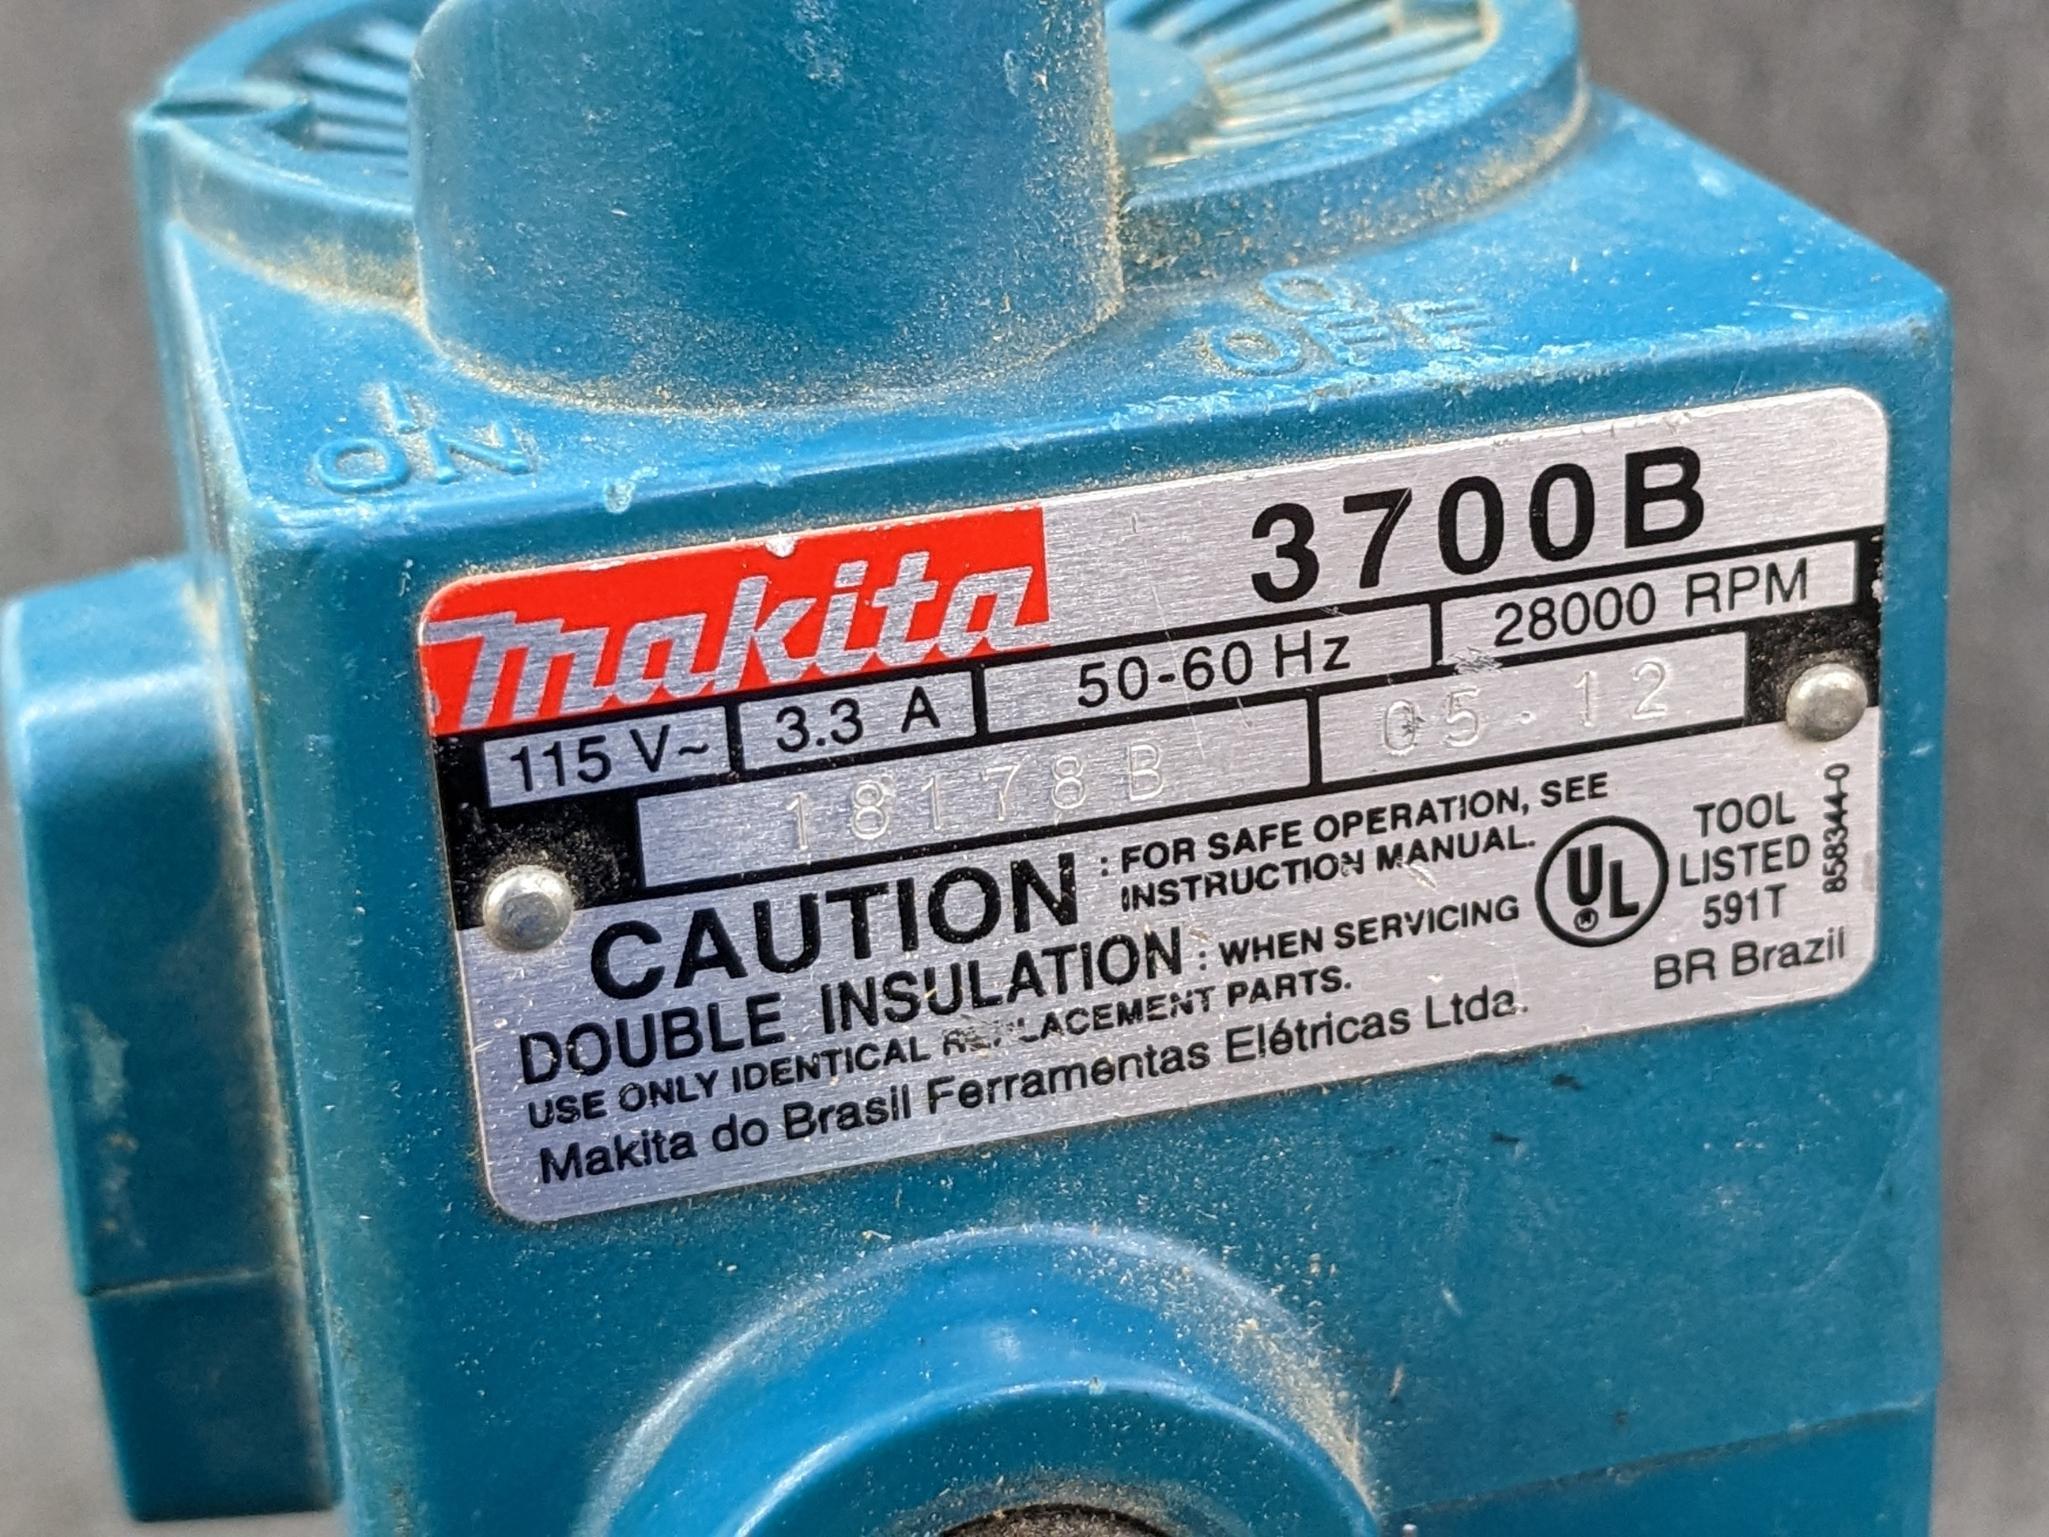 I
ON
O
OFF
makita
3700B
115 V~ 3.3 A 50-60 Hz 28000 RPM
18178B 05.12
CAUTION : FOR SAFE OPERATION, SEE
INSTRUCTION MANUAL.
DOUBLE INSULATION : WHEN SERVICING
USE ONLY IDENTICAL REPLACEMENT PARTS.
Makita do Brasil Ferramentas Elétricas Ltda.
UL
®
TOOL
LISTED
591T
BR Brazil
858344-0